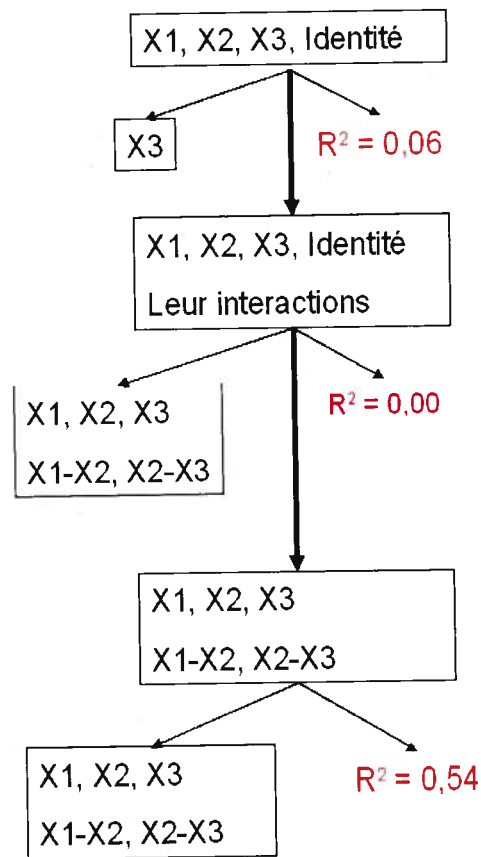 X1, X2, X3, Identité
X3
R² = 0,06
X1, X2, X3, Identité
Leur interactions
X1, X2, X3
X1-X2, X2-X3
R² = 0,00
X1, X2, X3
X1-X2, X2-X3
X1, X2, X3
X1-X2, X2-X3
R² = 0,54